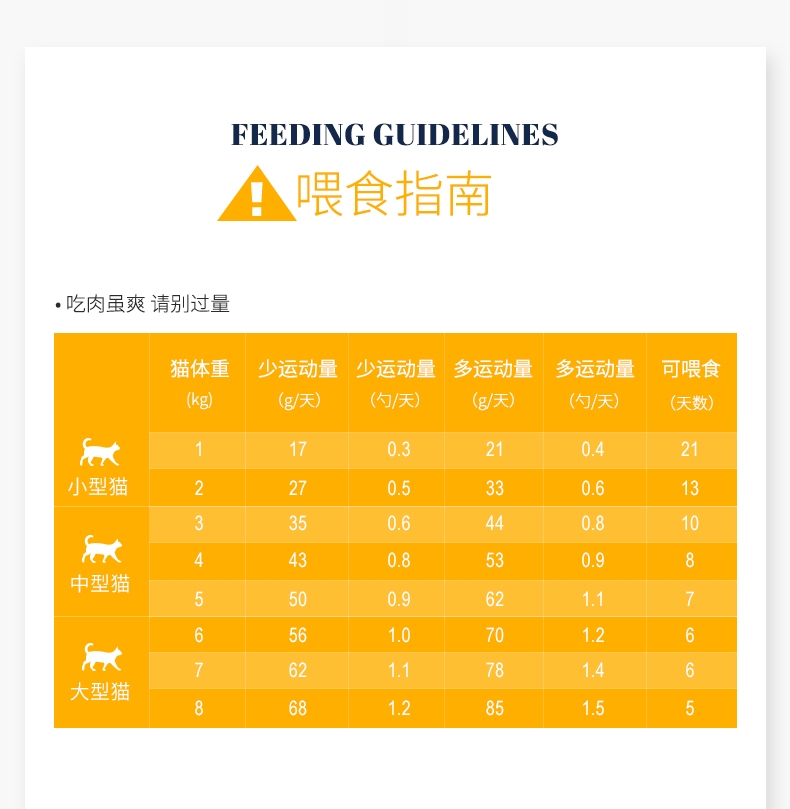 FEEDING GUIDELINES
喂食指南
• 吃肉虽爽 请别过量
猫体重 少运动量 少运动量 多运动量 多运动量 可喂食
(kg) (g/天) (勺/天) (g/天) (勺/天) (天数)
小型猫
1 17 0.3 21 0.4 21
2 27 0.5 33 0.6 13
中型猫
3 35 0.6 44 0.8 10
4 43 0.8 53 0.9 8
5 50 0.9 62 1.1 7
大型猫
6 56 1.0 70 1.2 6
7 62 1.1 78 1.4 6
8 68 1.2 85 1.5 5